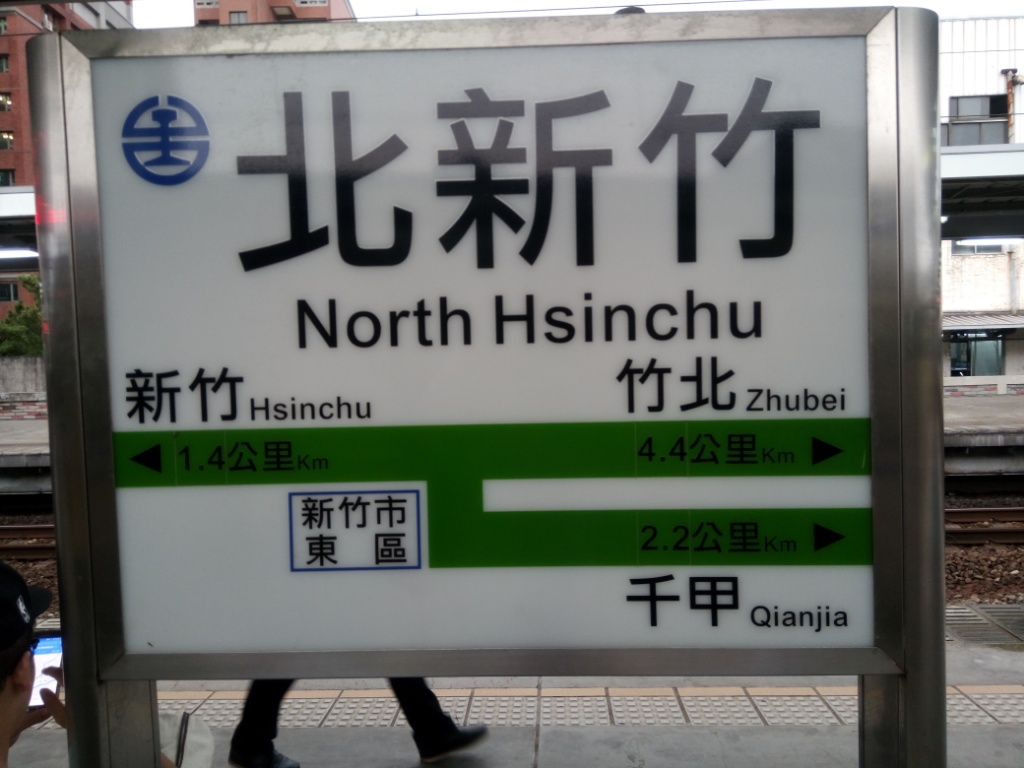 北新竹
North Hsinchu
新竹 Hsinchu
竹北 Zhubei
1.4公里Km
4.4公里Km
新竹市
東區
2.2公里Km
千甲 Qianjia